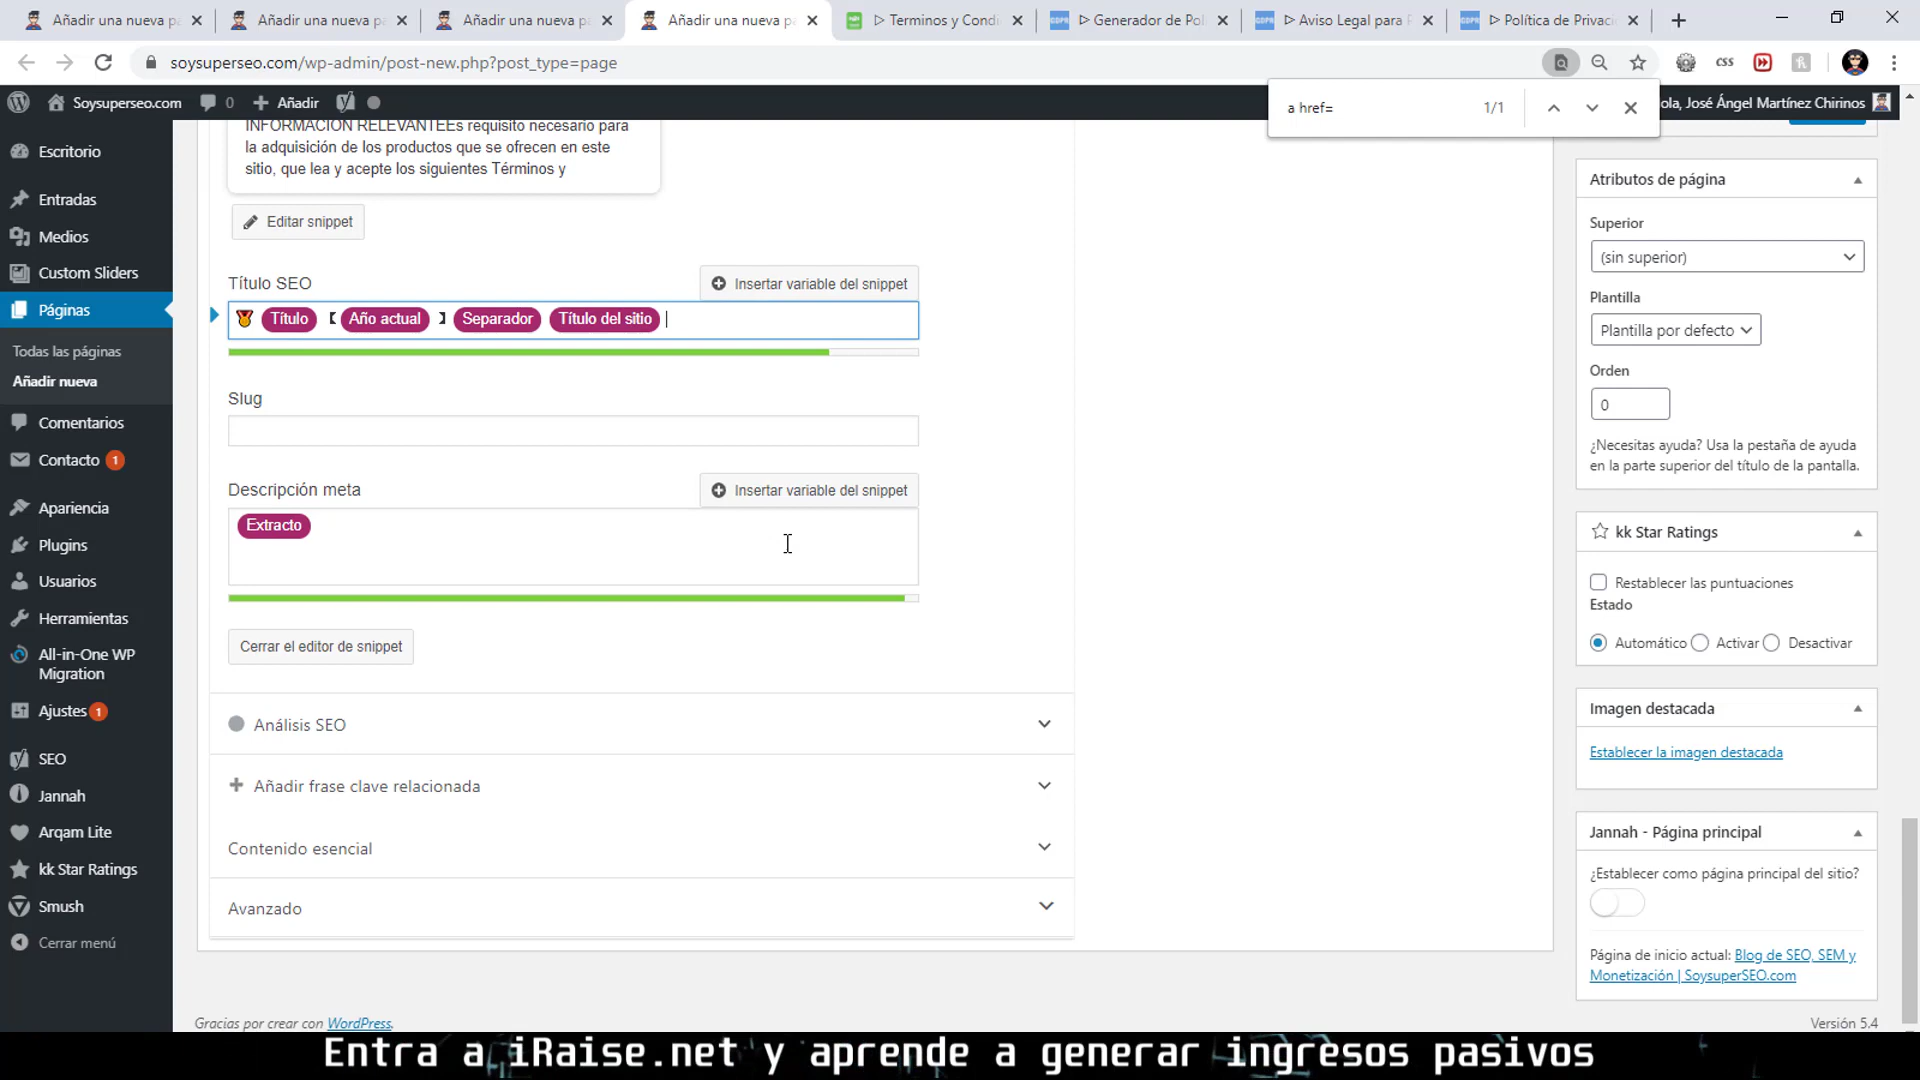 Añadir una nueva pá
Añadir una nueva pá
Añadir una nueva pá
Añadir una nueva pá
ᐅ Terminos y Condi
ᐅ Generador de Pol
ᐅ Aviso Legal para P
ᐅ Política de Privaci
soysuperseo.com/wp-admin/post-new.php?post_type=page
CSS
a href=
1/1
Soysuperseo.com
0
Añadir
ola, José Ángel Martínez Chirinos
Escritorio
Entradas
Medios
Custom Sliders
Páginas
Todas las páginas
Añadir nueva
Comentarios
Contacto 1
Apariencia
Plugins
Usuarios
Herramientas
All-in-One WP
Migration
Ajustes 1
SEO
Jannah
Arqam Lite
kk Star Ratings
Smush
Cerrar menú
INFORMACIÓN RELEVANTEEs requisito necesario para
la adquisición de los productos que se ofrecen en este
sitio, que lea y acepte los siguientes Términos y
Editar snippet
Título SEO
Insertar variable del snippet
Título 【 Año actual 】 Separador Título del sitio
Slug
Descripción meta
Insertar variable del snippet
Extracto
Cerrar el editor de snippet
Análisis SEO
Añadir frase clave relacionada
Contenido esencial
Avanzado
Gracias por crear con WordPress.
Atributos de página
Superior
(sin superior)
Plantilla
Plantilla por defecto
Orden
0
¿Necesitas ayuda? Usa la pestaña de ayuda
en la parte superior del título de la pantalla.
kk Star Ratings
Restablecer las puntuaciones
Estado
Automático Activar Desactivar
Imagen destacada
Establecer la imagen destacada
Jannah - Página principal
¿Establecer como página principal del sitio?
Página de inicio actual: Blog de SEO, SEM y
Monetización | SoysuperSEO.com
Versión 5.4
Entra a iRaise.net y aprende a generar ingresos pasivos